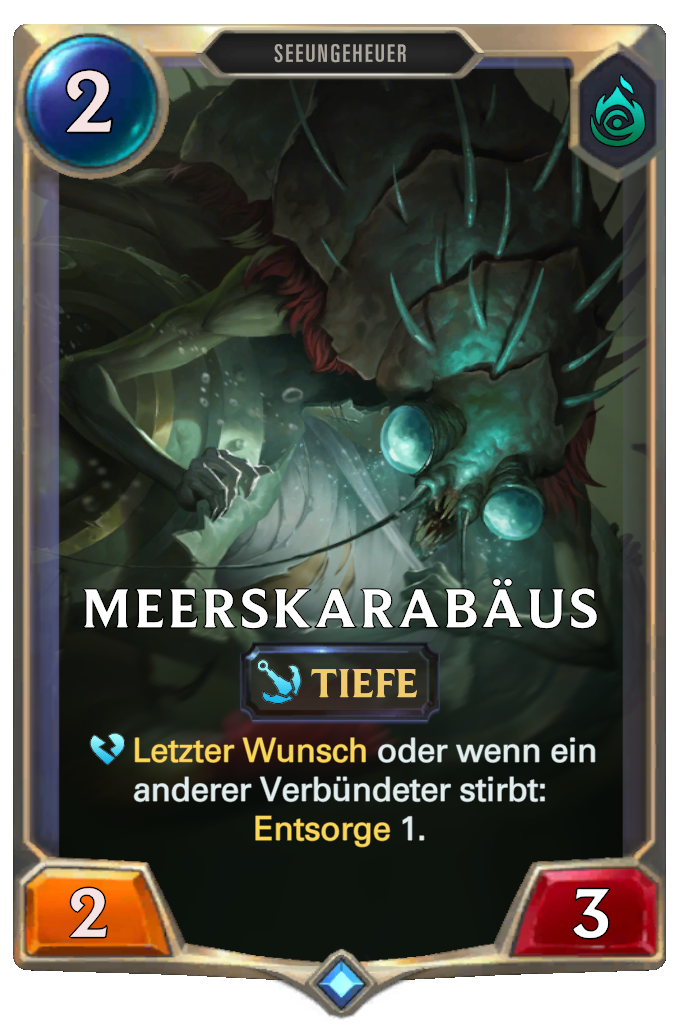 2
SEEUNGEHEUER
MEERSKARABÄUS
TIEFE
Letzter Wunsch oder wenn ein
anderer Verbündeter stirbt:
Entsorge 1.
2
3